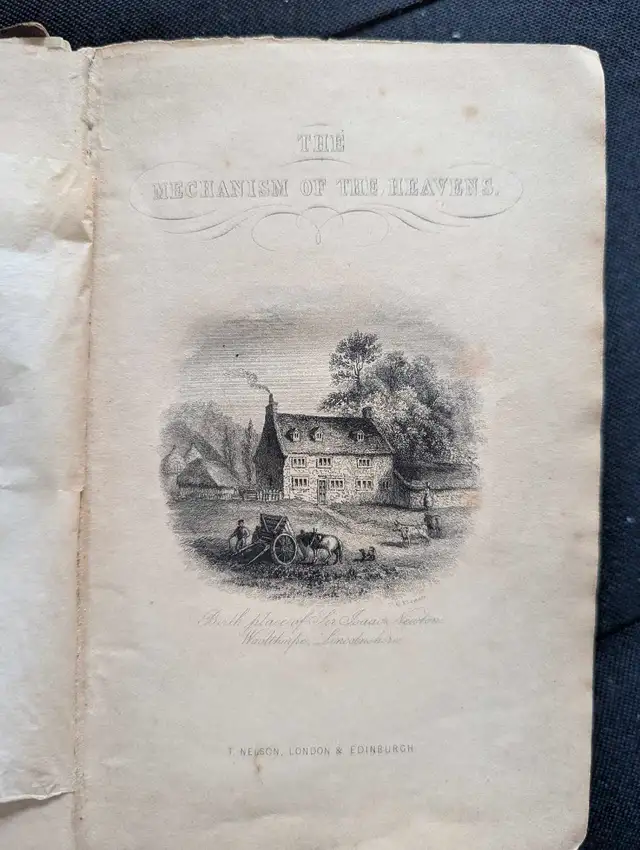 THE
MECHANISM OF THE HEAVENS.
Birth place of Sir Isaac Newton
Woolsthorpe, Lincolnshire
T. NELSON, LONDON & EDINBURGH